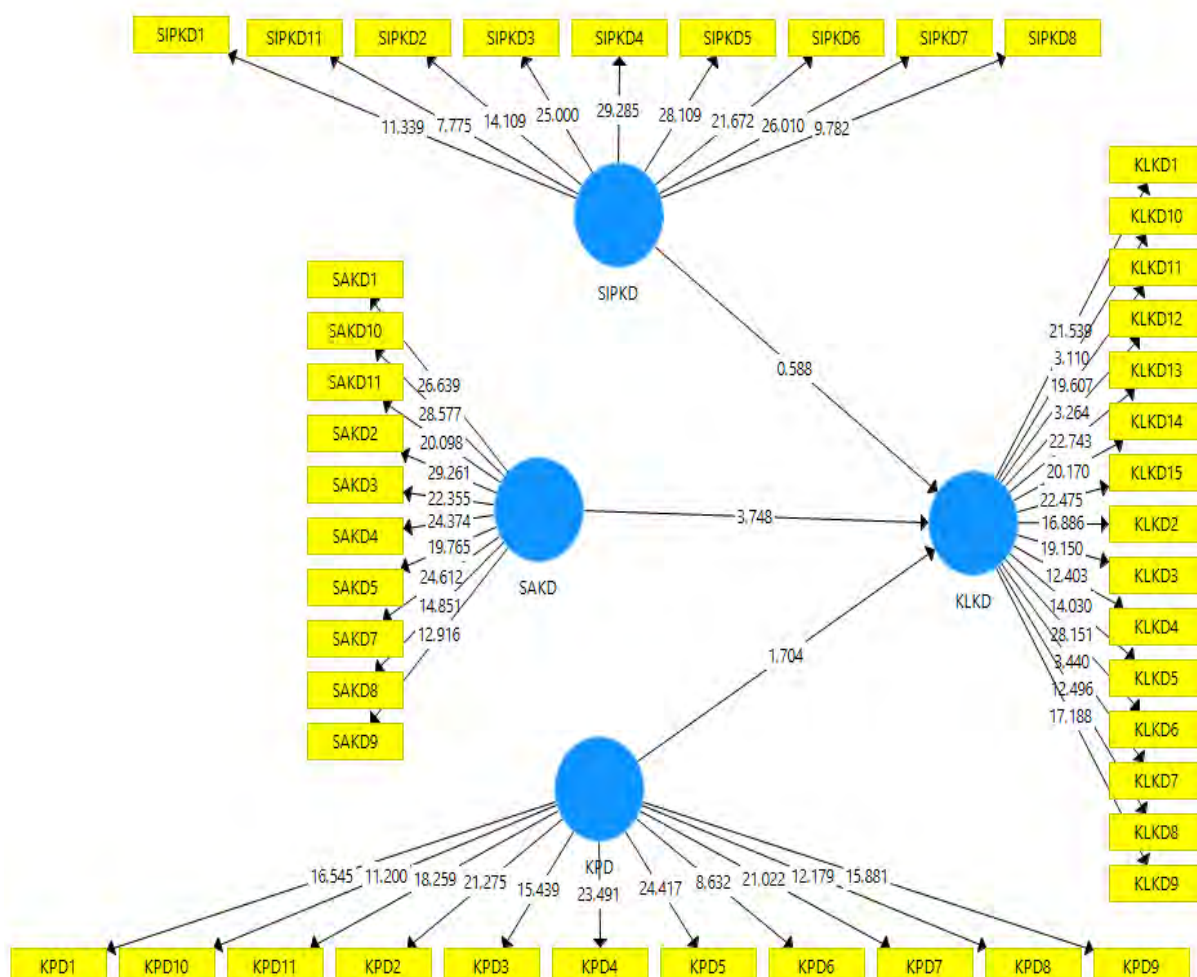 SIPKD1 SIPKD11 SIPKD2 SIPKD3 SIPKD4 SIPKD5 SIPKD6 SIPKD7 SIPKD8
11.339 7.775 14.109 25.000 29.285 28.109 21.672 26.010 9.782
SIPKD
SAKD1
SAKD10
SAKD11
SAKD2
SAKD3
SAKD4
SAKD5
SAKD7
SAKD8
SAKD9
26.639
28.577
20.098
29.261
22.355
24.374
19.765
24.612
14.851
12.916
SAKD
0.588
3.748
1.704
KLKD
21.539
3.110
19.607
3.264
22.743
20.170
22.475
16.886
19.150
12.403
14.030
28.151
3.440
12.496
17.188
KLKD1
KLKD10
KLKD11
KLKD12
KLKD13
KLKD14
KLKD15
KLKD2
KLKD3
KLKD4
KLKD5
KLKD6
KLKD7
KLKD8
KLKD9
KPD
16.545 11.200 18.259 21.275 15.439 23.491 24.417 8.632 21.022 12.179 15.881
KPD1 KPD10 KPD11 KPD2 KPD3 KPD4 KPD5 KPD6 KPD7 KPD8 KPD9